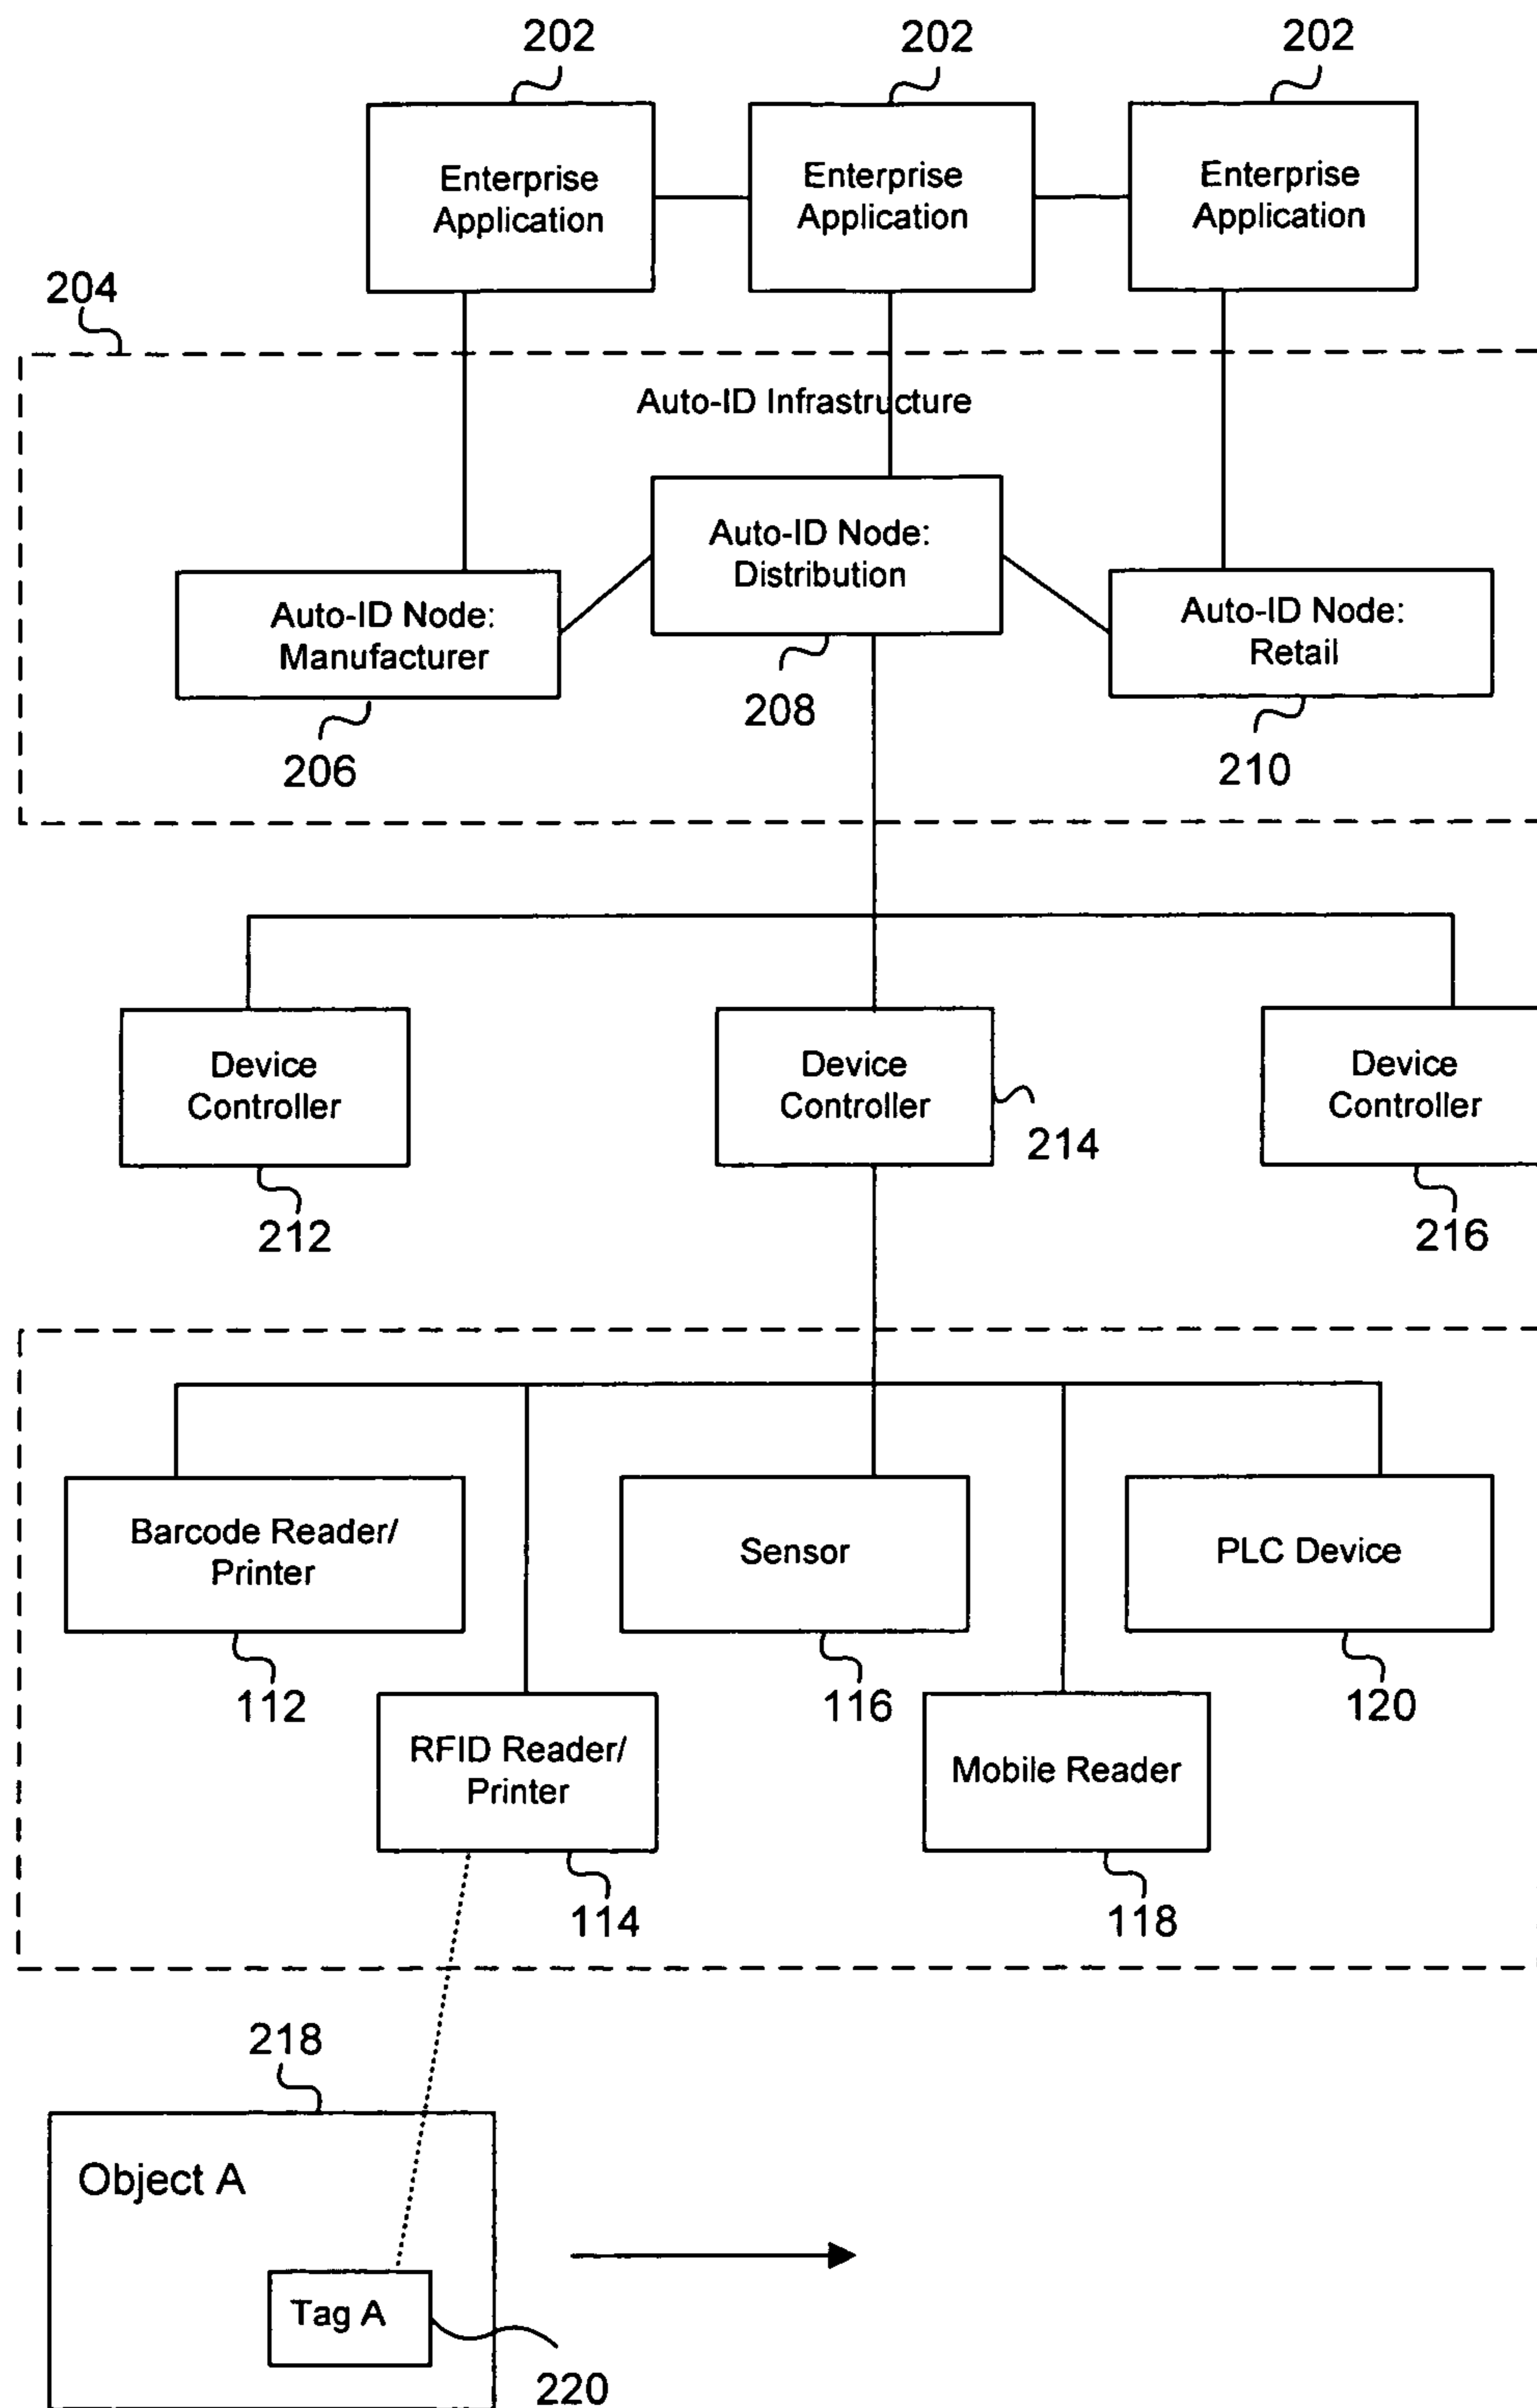 202
202
202
Enterprise
Application
Enterprise
Application
Enterprise
Application
204
Auto-ID Infrastructure
Auto-ID Node:
Distribution
Auto-ID Node:
Manufacturer
Auto-ID Node:
Retail
208
206
210
Device
Controller
Device
Controller
Device
Controller
214
212
216
Barcode Reader/
Printer
Sensor
PLC Device
112
116
120
RFID Reader/
Printer
Mobile Reader
114
118
218
Object A
Tag A
220